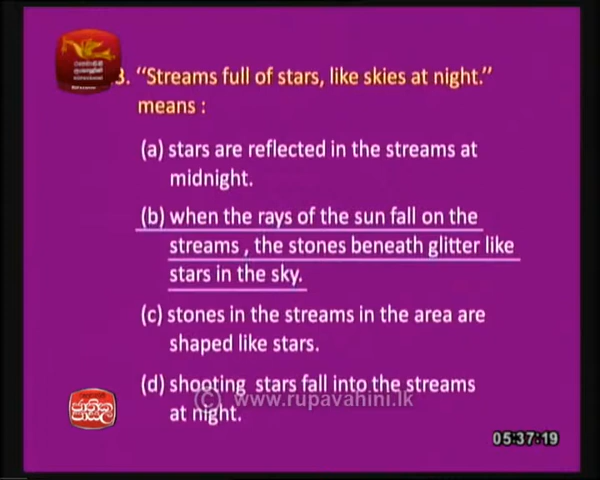 3. “Streams full of stars, like skies at night.”
means :
(a) stars are reflected in the streams at
midnight.
(b) when the rays of the sun fall on the
streams , the stones beneath glitter like
stars in the sky.
(c) stones in the streams in the area are
shaped like stars.
(d) shooting stars fall into the streams
© www.rupavahini.lk
at night.
05:37:19